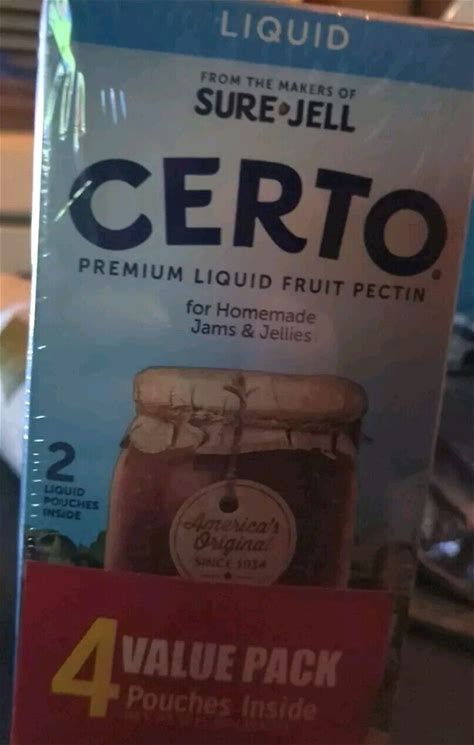 LIQUID
FROM THE MAKERS OF
SURE JELL
CERTO®
PREMIUM LIQUID FRUIT PECTIN
for Homemade
Jams & Jellies
2
LIQUID
POUCHES
INSIDE
America's
Original
SINCE 1934
4 VALUE PACK
Pouches Inside